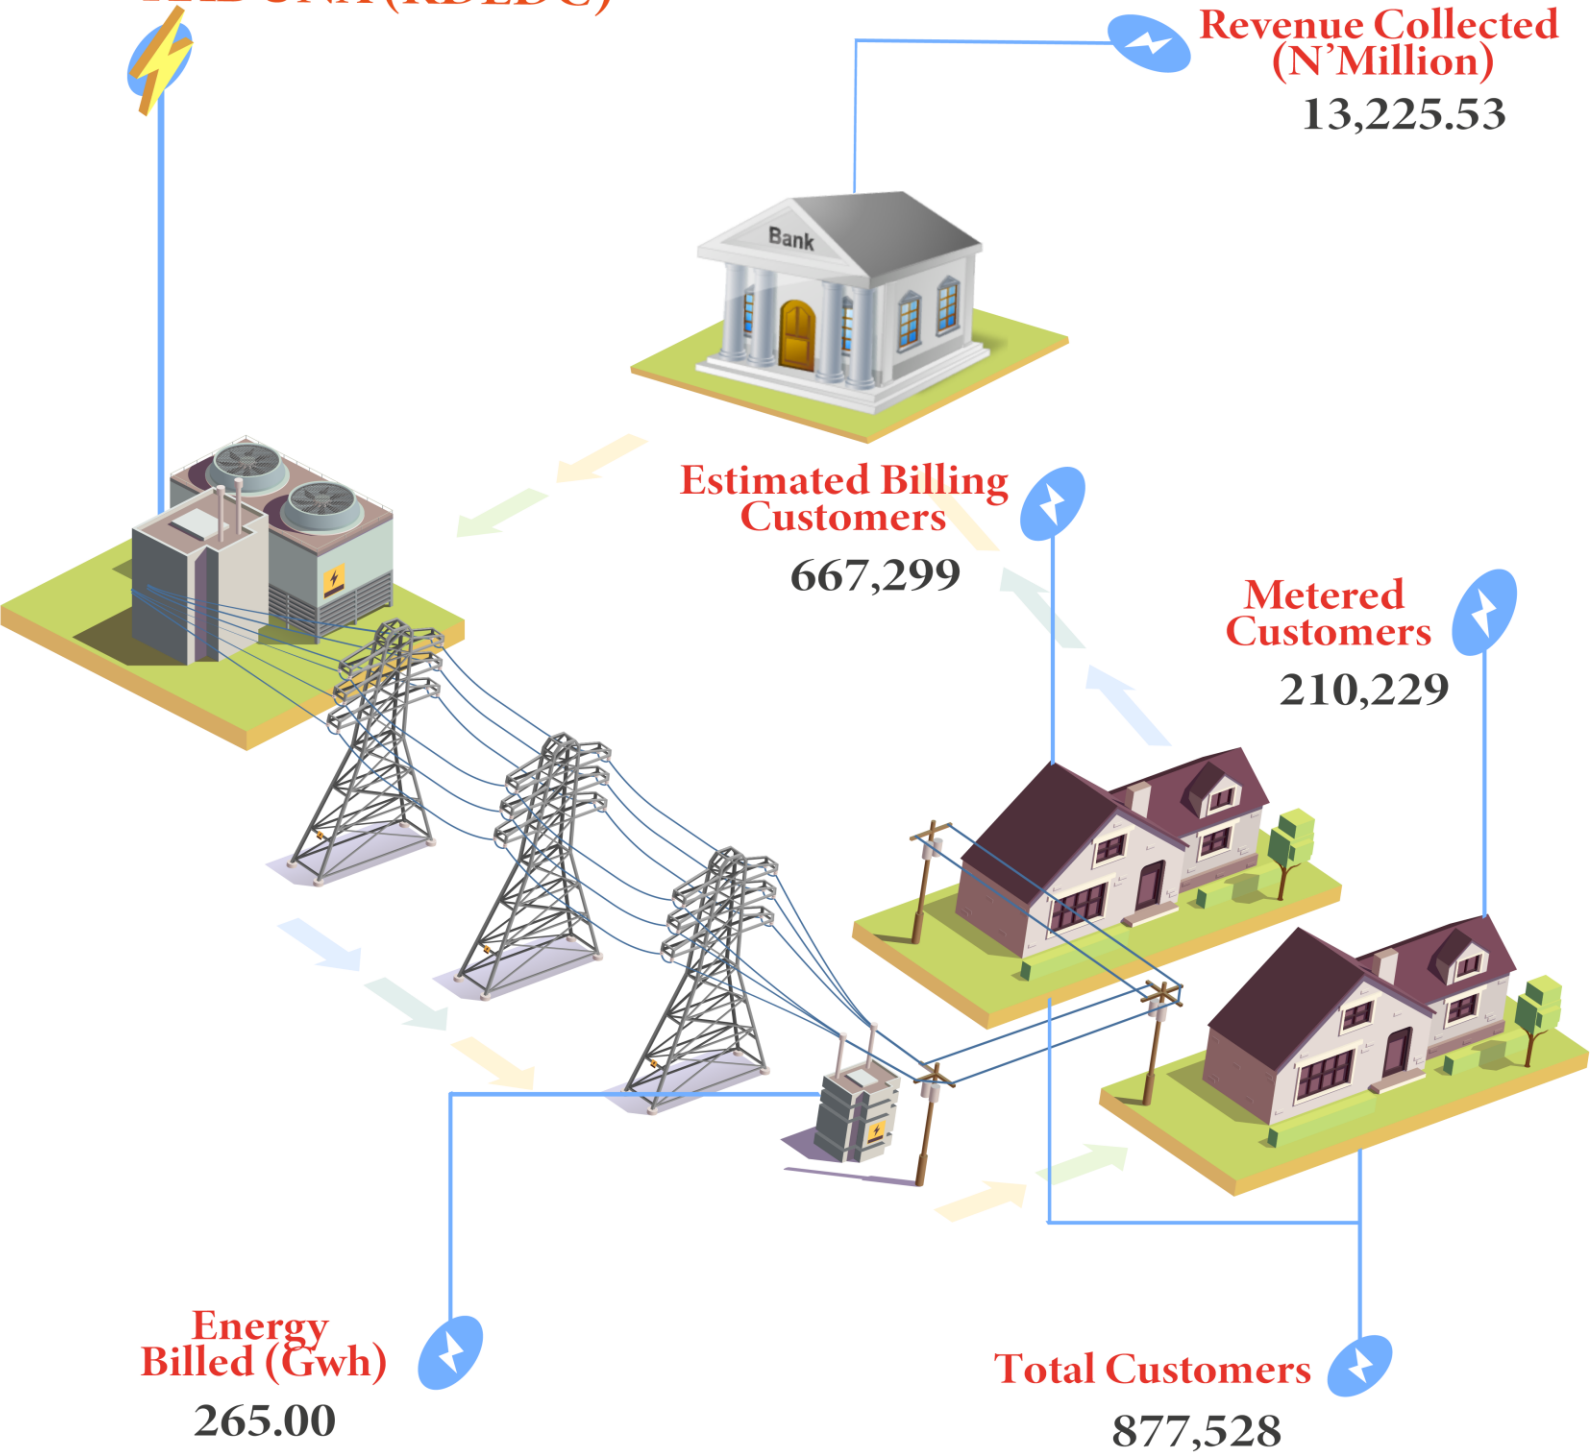 Revenue Collected
(N'Million)
13,225.53
Bank
Estimated Billing
Customers
667,299
Metered
Customers
210,229
Energy
Billed (Gwh)
265.00
Total Customers
877,528